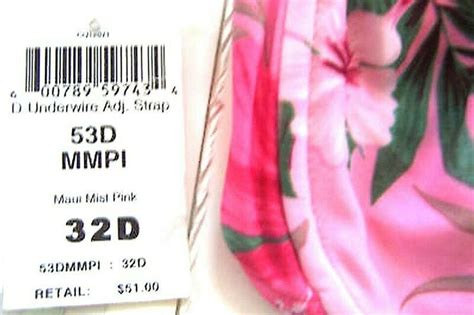 4 00789 59743 4
D Underwire Adj. Strap
53D
MMPI
Maui Mist Pink
32D
53DMMPI : 32D
RETAIL: $51.00